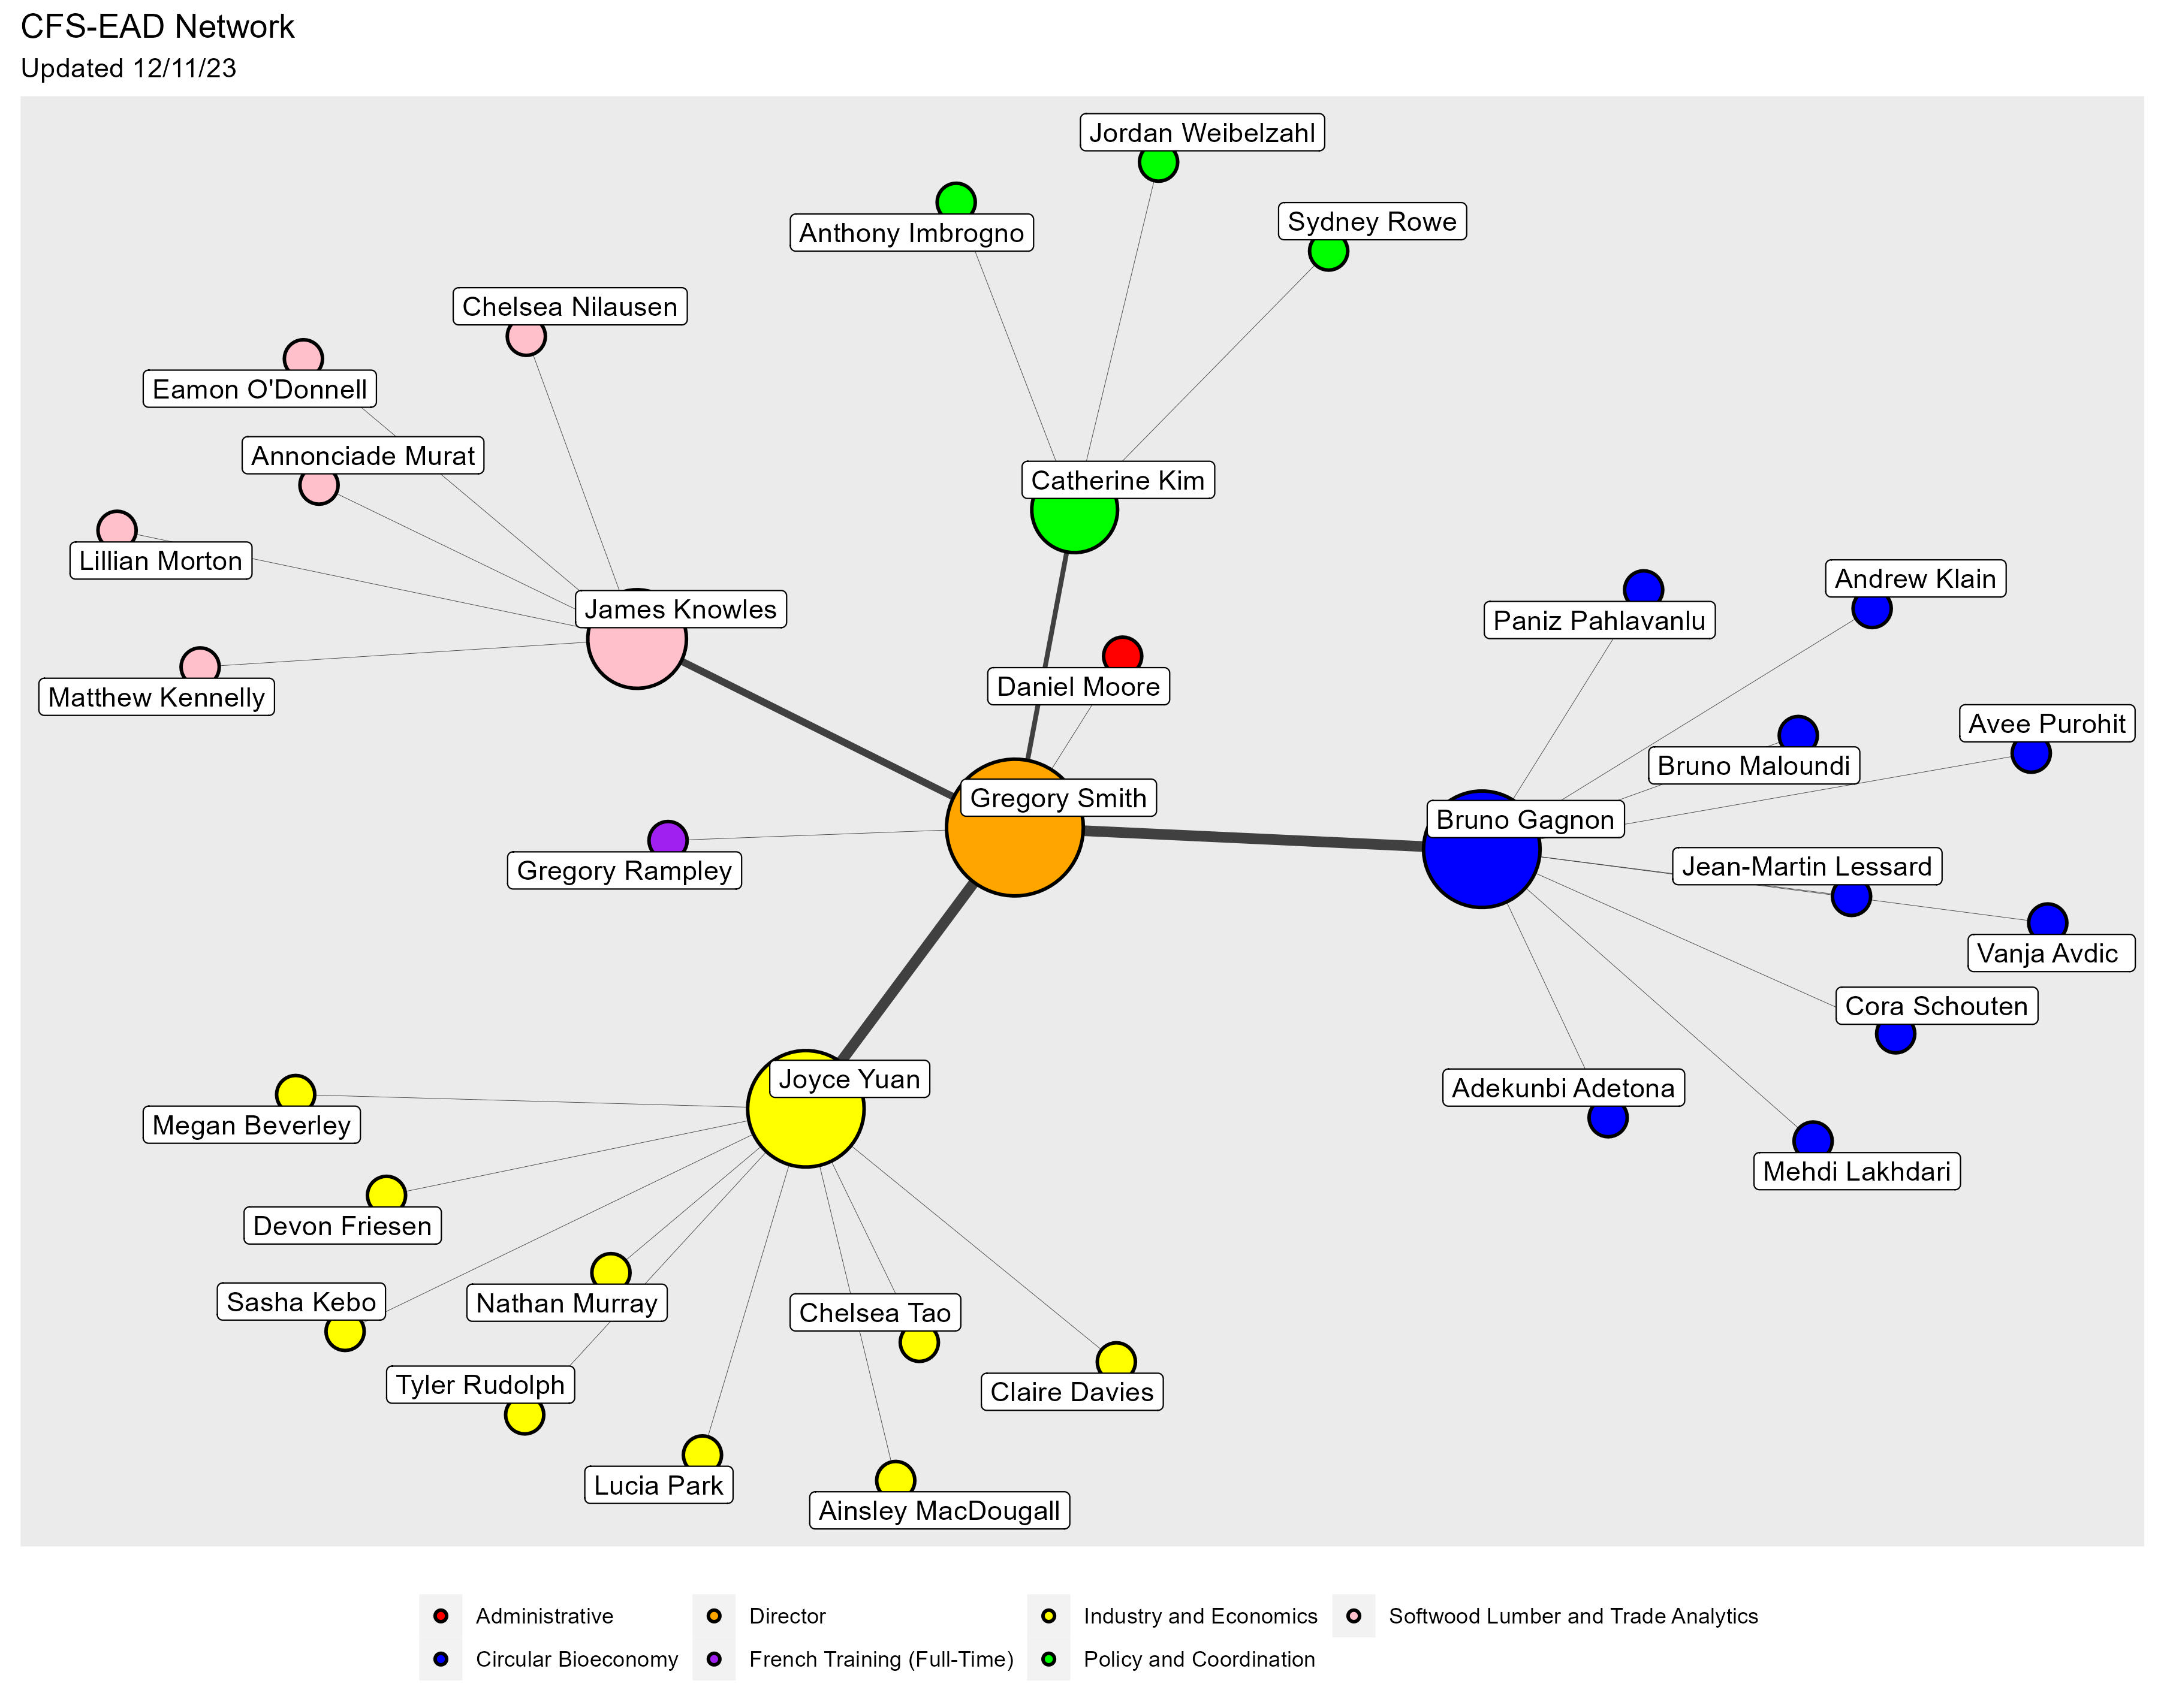 CFS-EAD Network
Updated 12/11/23
Jordan Weibelzahl
Anthony Imbrogno
Sydney Rowe
Chelsea Nilausen
Eamon O'Donnell
Annonciade Murat
Catherine Kim
Lillian Morton
Andrew Klain
James Knowles
Paniz Pahlavanlu
Daniel Moore
Matthew Kennelly
Avee Purohit
Bruno Maloundi
Gregory Smith
Bruno Gagnon
Jean-Martin Lessard
Gregory Rampley
Vanja Avdic
Cora Schouten
Joyce Yuan
Adekunbi Adetona
Megan Beverley
Mehdi Lakhdari
Devon Friesen
Sasha Kebo
Nathan Murray
Chelsea Tao
Tyler Rudolph
Claire Davies
Lucia Park
Ainsley MacDougall
Administrative
Director
Industry and Economics
Softwood Lumber and Trade Analytics
Circular Bioeconomy
French Training (Full-Time)
Policy and Coordination